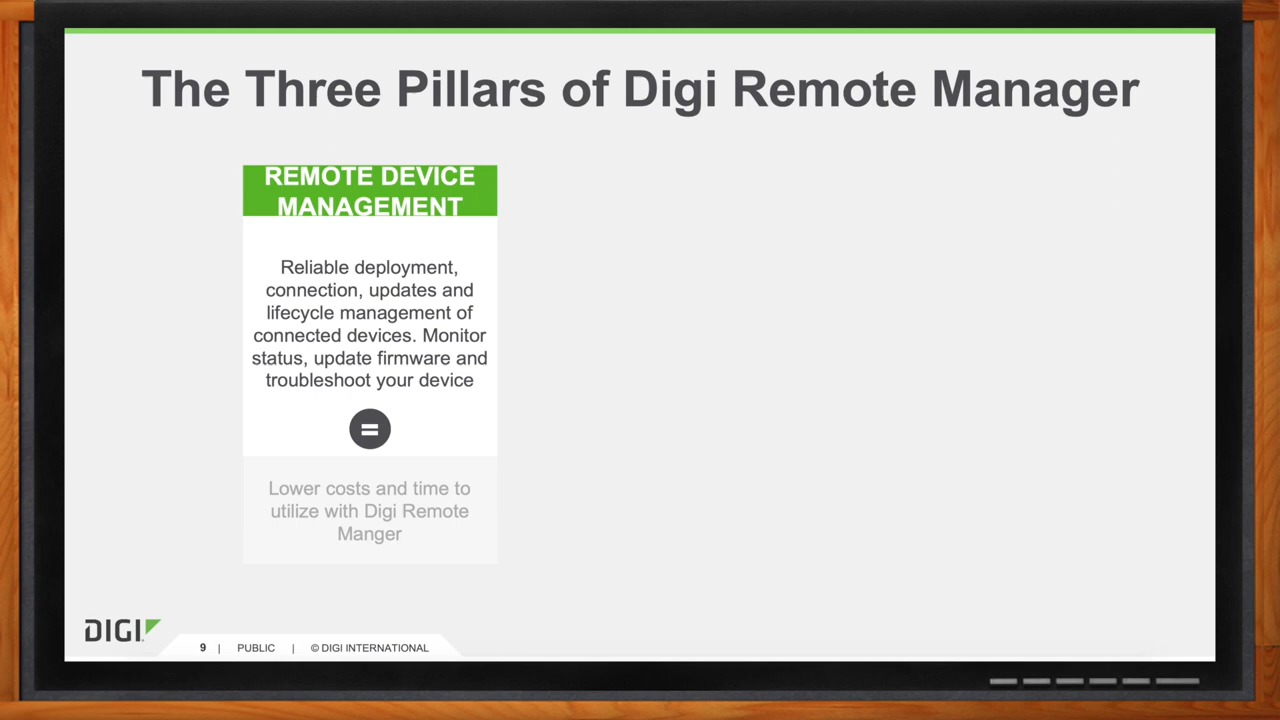 The Three Pillars of Digi Remote Manager
REMOTE DEVICE
MANAGEMENT
Reliable deployment,
connection, updates and
lifecycle management of
connected devices. Monitor
status, update firmware and
troubleshoot your device
=
Lower costs and time to
utilize with Digi Remote
Manger
DIGI
9 | PUBLIC | © DIGI INTERNATIONAL